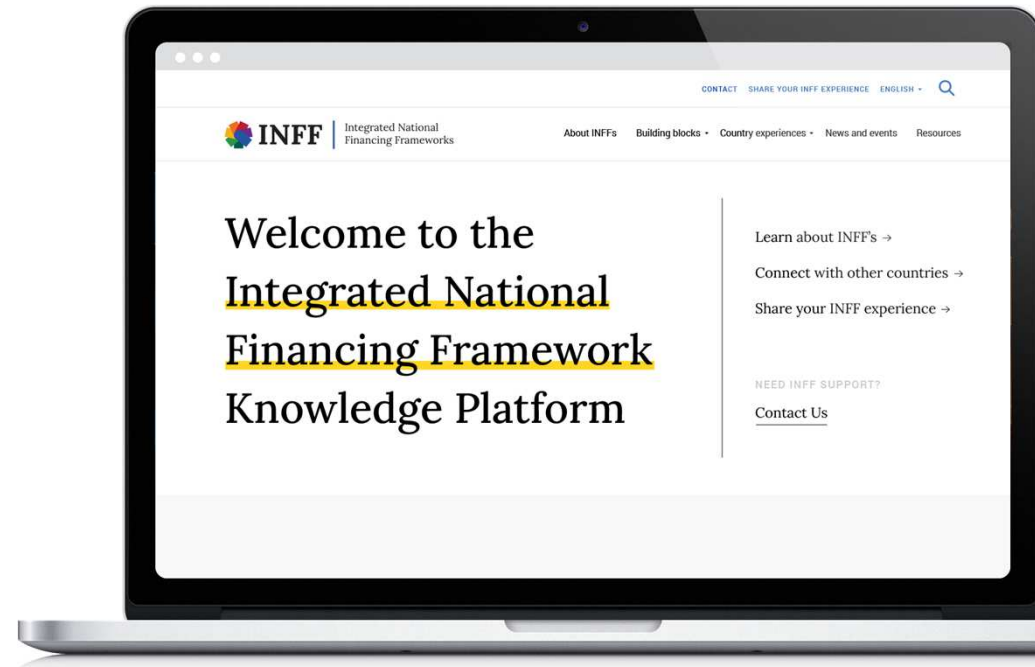 CONTACT SHARE YOUR INFF EXPERIENCE ENGLISH
INFF
Integrated National
Financing Frameworks
About INFFs Building blocks Country experiences News and events Resources
Welcome to the
Integrated National
Financing Framework
Knowledge Platform
Learn about INFF's →
Connect with other countries →
Share your INFF experience →
NEED INFF SUPPORT?
Contact Us